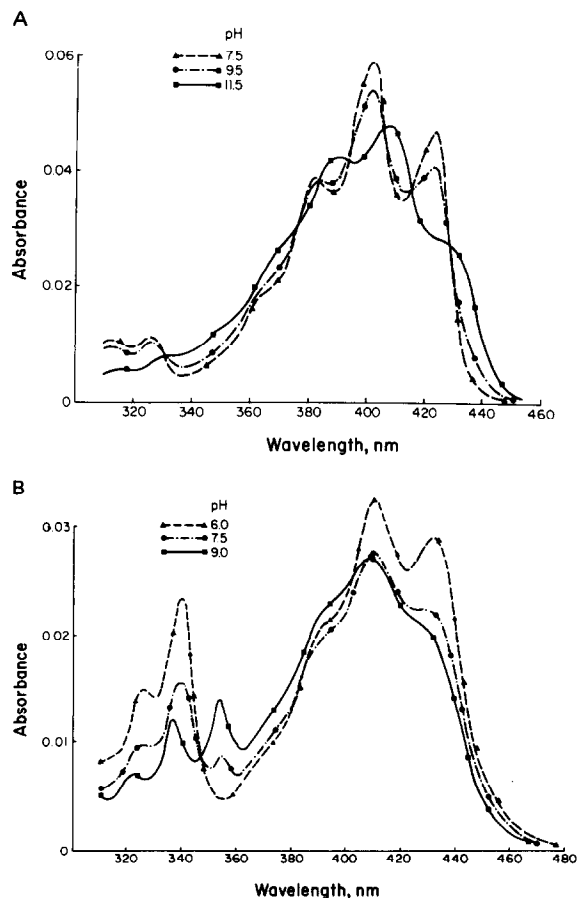 A
pH
7.5
9.5
11.5
0.06
0.04
0.02
0
Absorbance
320 340 360 380 400 420 440 460
Wavelength, nm
B
pH
6.0
7.5
9.0
0.03
0.02
0.01
0
Absorbance
320 340 360 380 400 420 440 460 480
Wavelength, nm